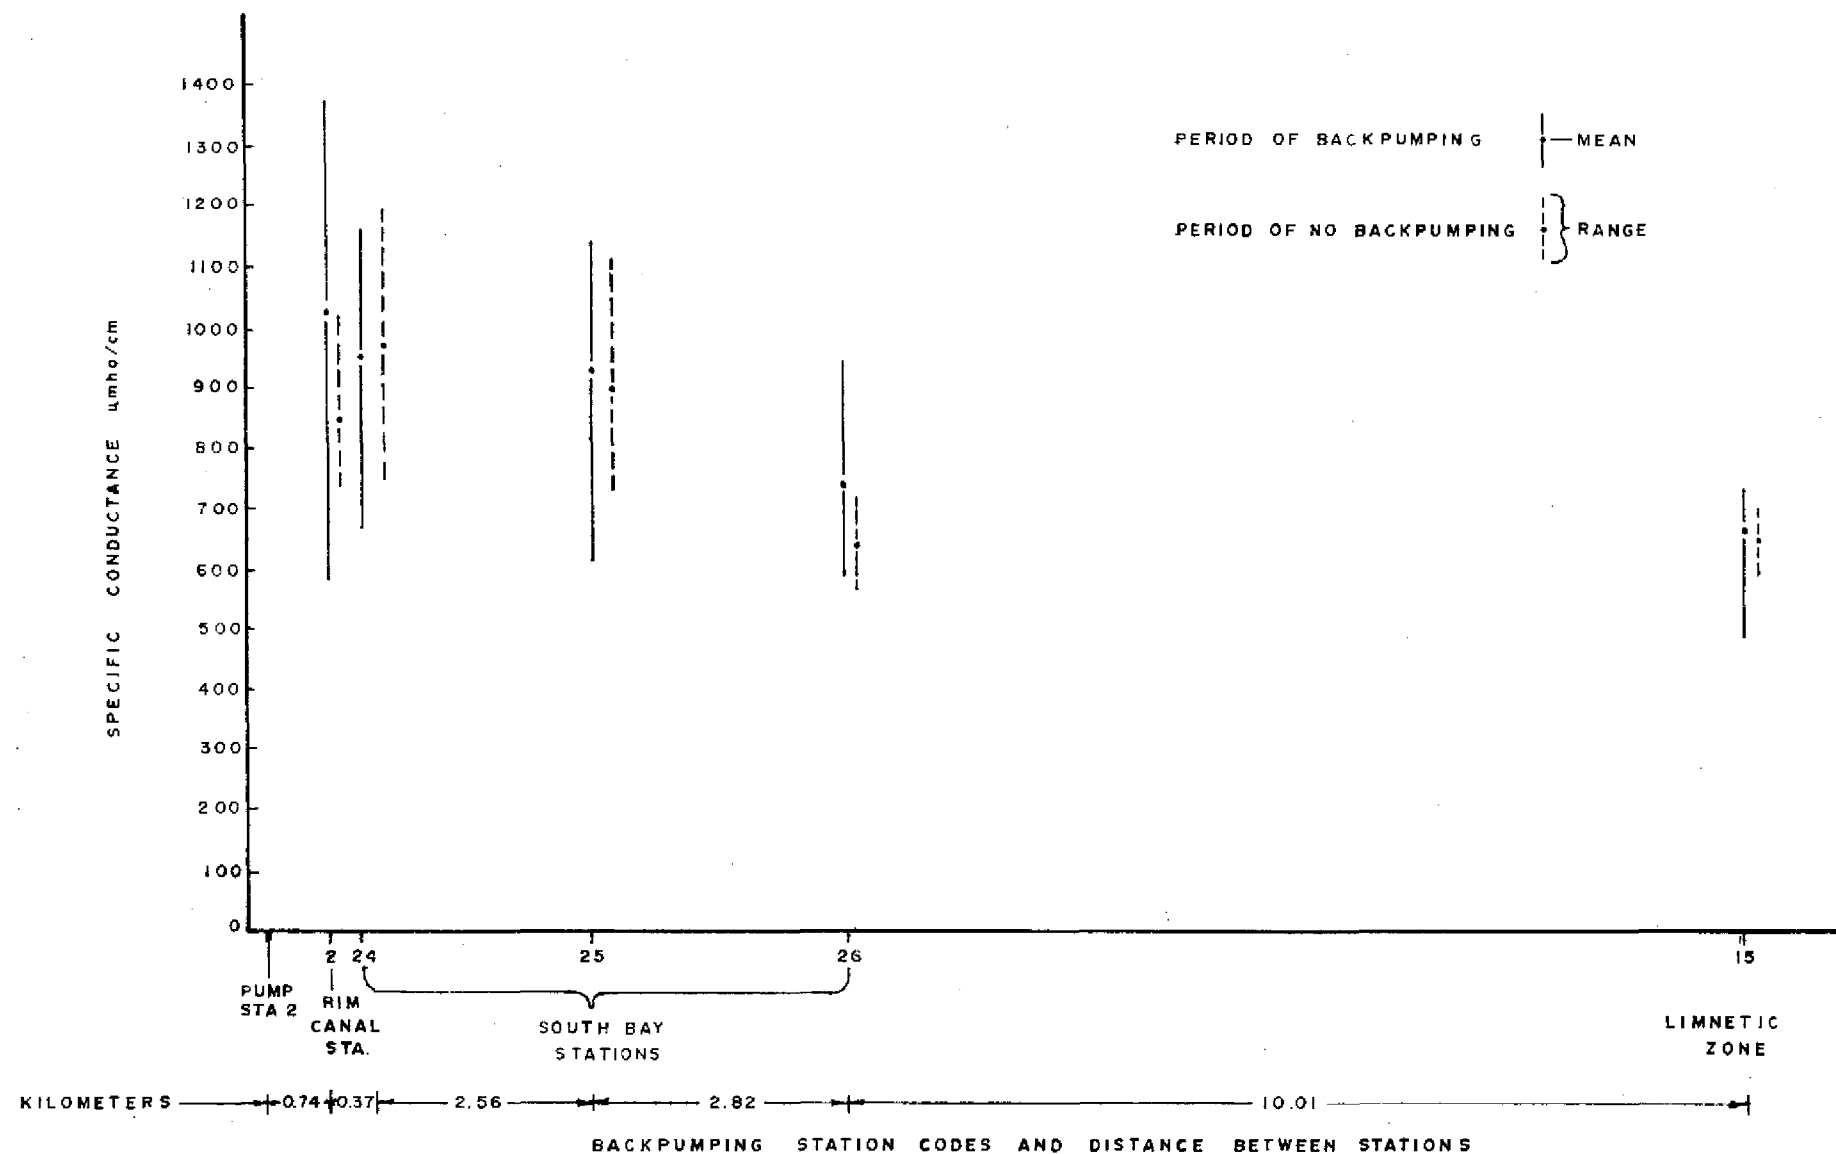 1400
1300
1200
1100
1000
900
800
700
600
500
400
300
200
100
0
SPECIFIC CONDUCTANCE µmho/cm
PERIOD OF BACKPUMPING MEAN
PERIOD OF NO BACKPUMPING RANGE
2 24 25 26 15
PUMP
STA 2
RIM
CANAL
STA.
SOUTH BAY
STATIONS
LIMNETIC
ZONE
KILOMETERS 0.74 0.37 2.56 2.82 10.01
BACKPUMPING STATION CODES AND DISTANCE BETWEEN STATIONS